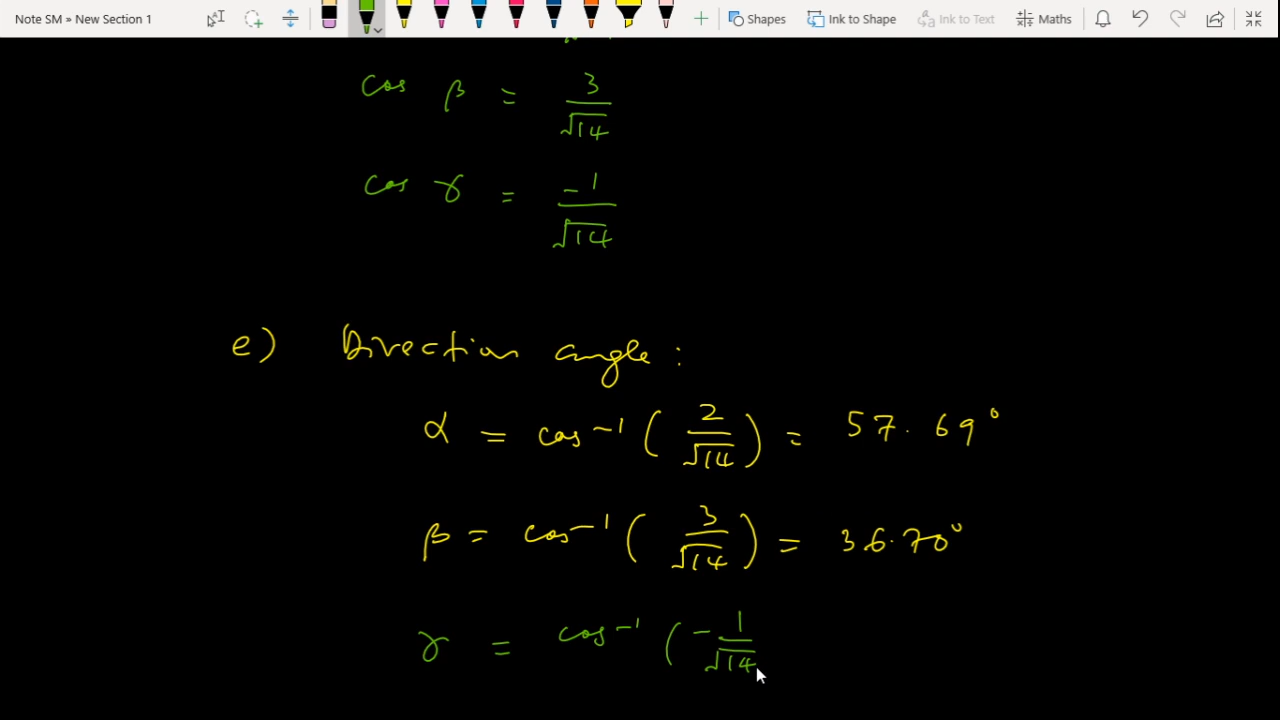 Note SM » New Section 1 Shapes Ink to Shape Ink to Text Maths
cos β = 3/√14
cos γ = -1/√14
e) Direction angle :
α = cos⁻¹ ( 2/√14 ) = 57.69°
β = cos⁻¹ ( 3/√14 ) = 36.70°
γ = cos⁻¹ ( - 1/√14